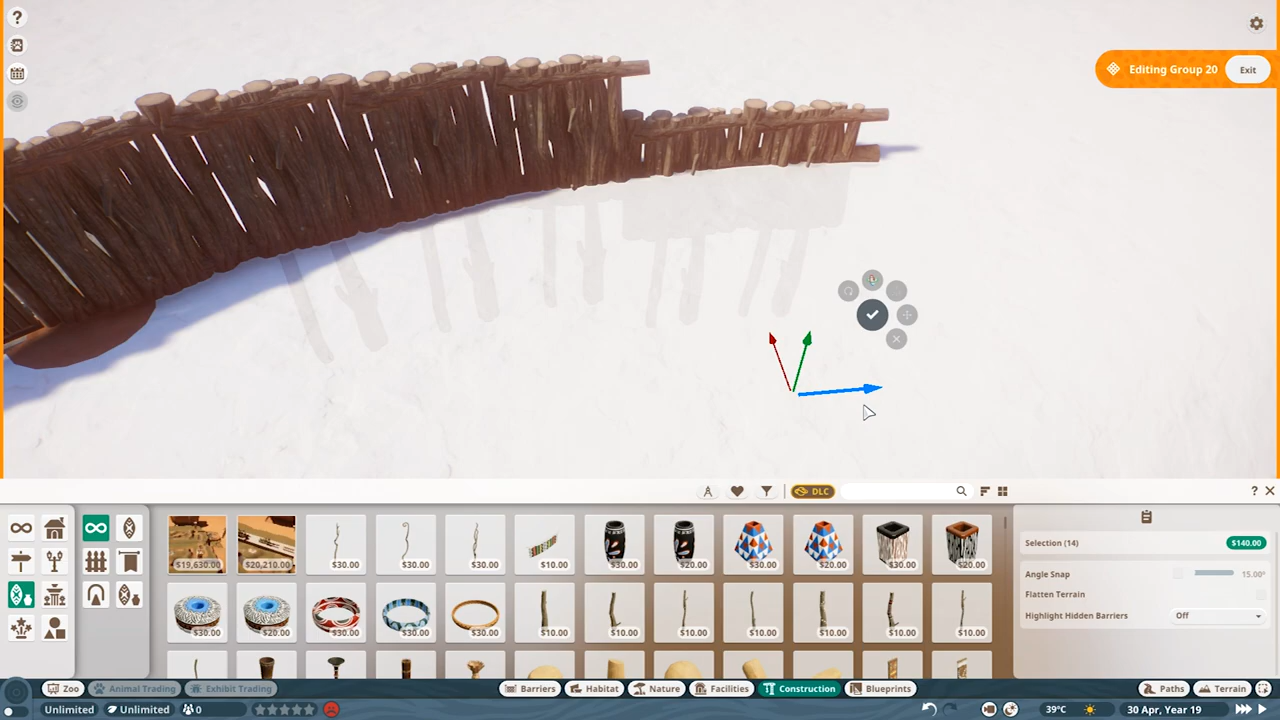 ?
Editing Group 20
Exit
DLC
?
$19,630.00
$20,210.00
$30.00
$30.00
$30.00
$10.00
$30.00
$20.00
$30.00
$20.00
$30.00
$20.00
Selection (14)
$140.00
Angle Snap
15.00°
Flatten Terrain
Highlight Hidden Barriers
Off
$30.00
$20.00
$30.00
$30.00
$30.00
$10.00
$10.00
$10.00
$10.00
$10.00
$10.00
$10.00
Zoo
Animal Trading
Exhibit Trading
Barriers
Habitat
Nature
Facilities
Construction
Blueprints
Paths
Terrain
Unlimited
Unlimited
0
39°C
30 Apr, Year 19